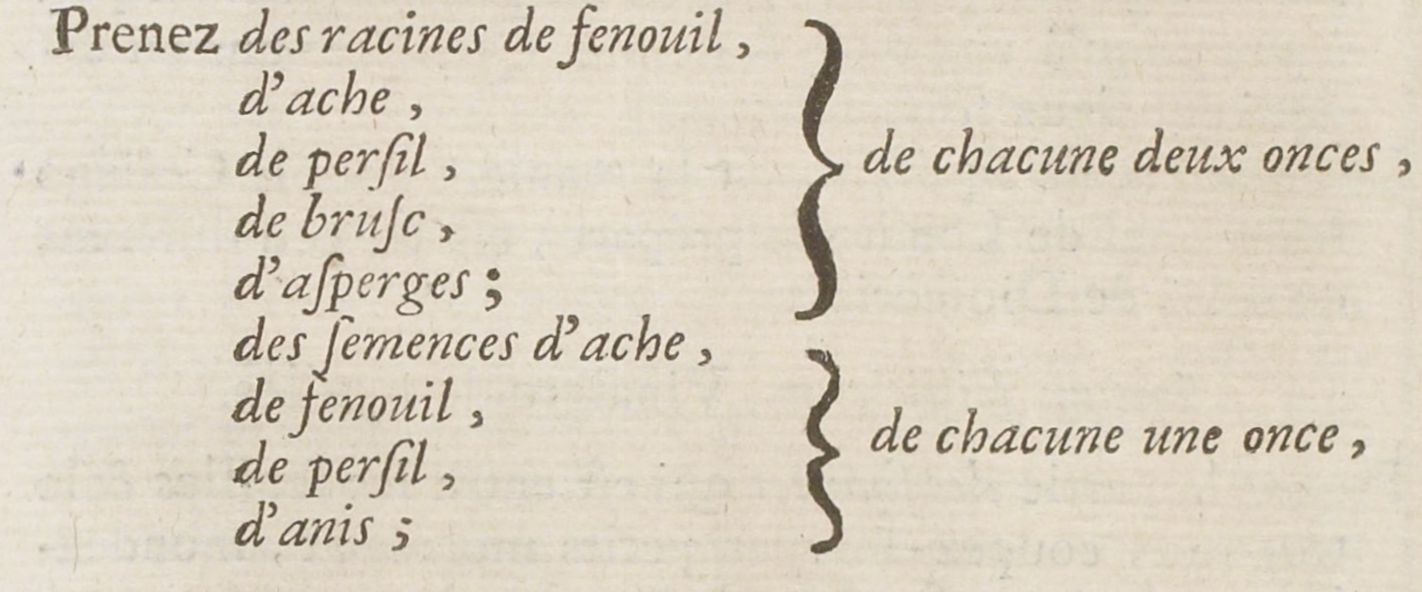 Prenez des racines de fenouil ,
d'ache ,
de perſil ,
de bruſc ,
d'aſperges ;
de chacune deux onces ,
des ſemences d'ache ,
de fenouil ,
de perſil ,
d'anis ;
de chacune une once ,